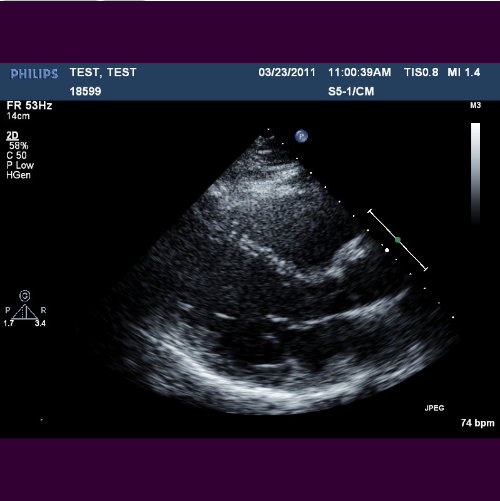 PHILIPS TEST, TEST 03/23/2011 11:00:39AM TIS0.8 MI 1.4
18599 S5-1/CM
FR 53Hz
14cm
M3
2D
58%
C 50
P Low
HGen
P
G
P R
1.7 3.4
JPEG
74 bpm